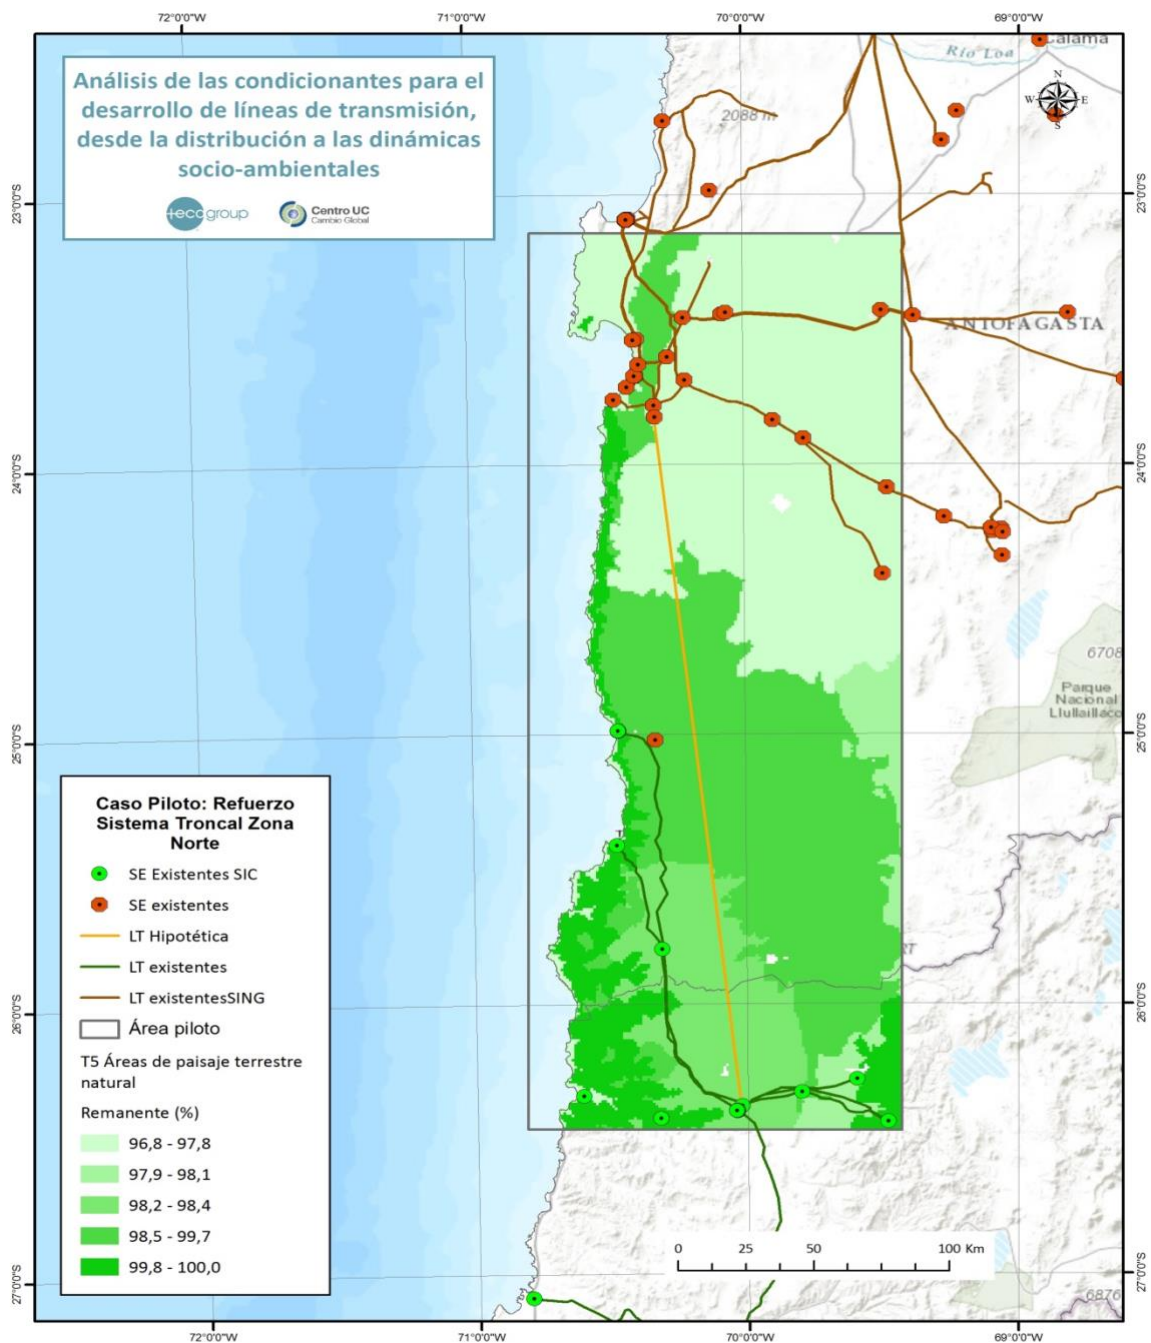 72°0'0"W
71°0'0"W
70°0'0"W
69°0'0"W
Análisis de las condicionantes para el
desarrollo de líneas de transmisión,
desde la distribución a las dinámicas
socio-ambientales
tecogroup
Centro UC
Cambio Global
Río Loa
Calama
2088 m
N
W
E
S
23°0'0"S
23°0'0"S
ANTOFAGASTA
24°0'0"S
24°0'0"S
6708
Parque
Nacional
Llullaillaco
25°0'0"S
25°0'0"S
Caso Piloto: Refuerzo
Sistema Troncal Zona
Norte
SE Existentes SIC
SE existentes
LT Hipotética
LT existentes
LT existentesSING
Área piloto
T5 Áreas de paisaje terrestre
natural
Remanente (%)
96,8 - 97,8
97,9 - 98,1
98,2 - 98,4
98,5 - 99,7
99,8 - 100,0
26°0'0"S
26°0'0"S
0 25 50 100 Km
27°0'0"S
27°0'0"S
6876
72°0'0"W
71°0'0"W
70°0'0"W
69°0'0"W